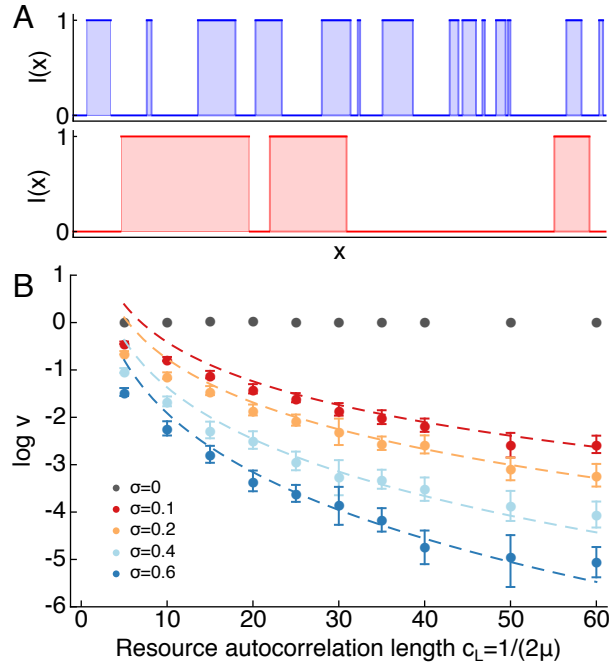 A
1
I(x)
0
1
I(x)
0
x
B
1
0
-1
-2
-3
-4
-5
-6
log v
σ=0
σ=0.1
σ=0.2
σ=0.4
σ=0.6
0 10 20 30 40 50 60
Resource autocorrelation length c_L=1/(2μ)